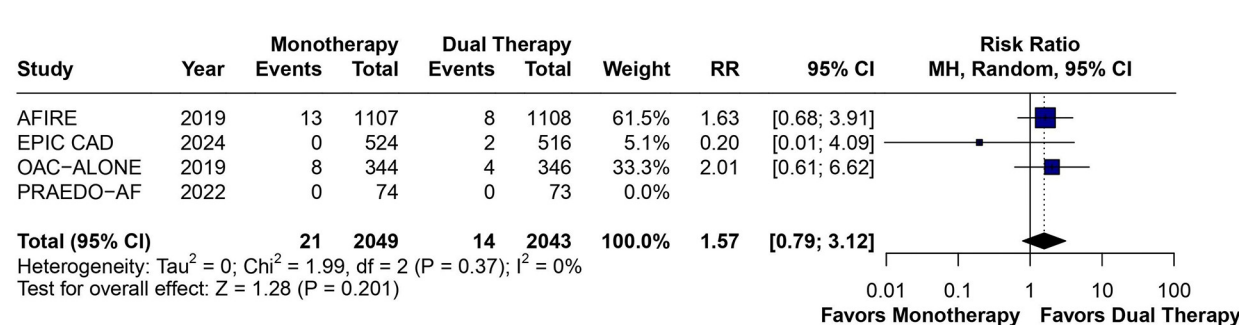 Monotherapy Dual Therapy Risk Ratio
Study Year Events Total Events Total Weight RR 95% CI MH, Random, 95% CI
AFIRE 2019 13 1107 8 1108 61.5% 1.63 [0.68; 3.91]
EPIC CAD 2024 0 524 2 516 5.1% 0.20 [0.01; 4.09]
OAC−ALONE 2019 8 344 4 346 33.3% 2.01 [0.61; 6.62]
PRAEDO−AF 2022 0 74 0 73 0.0%
Total (95% CI) 21 2049 14 2043 100.0% 1.57 [0.79; 3.12]
Heterogeneity: Tau² = 0; Chi² = 1.99, df = 2 (P = 0.37); I² = 0%
Test for overall effect: Z = 1.28 (P = 0.201)
0.01 0.1 1 10 100
Favors Monotherapy Favors Dual Therapy